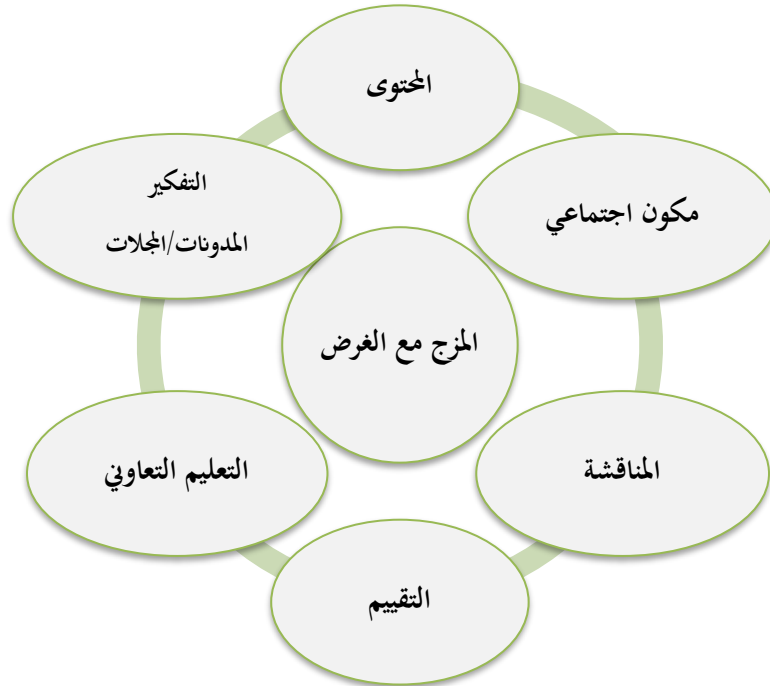 المحتوى
مكون اجتماعي
المناقشة
التقييم
التعليم التعاوني
التفكير
المدونات/المجلات
المزج مع الغرض